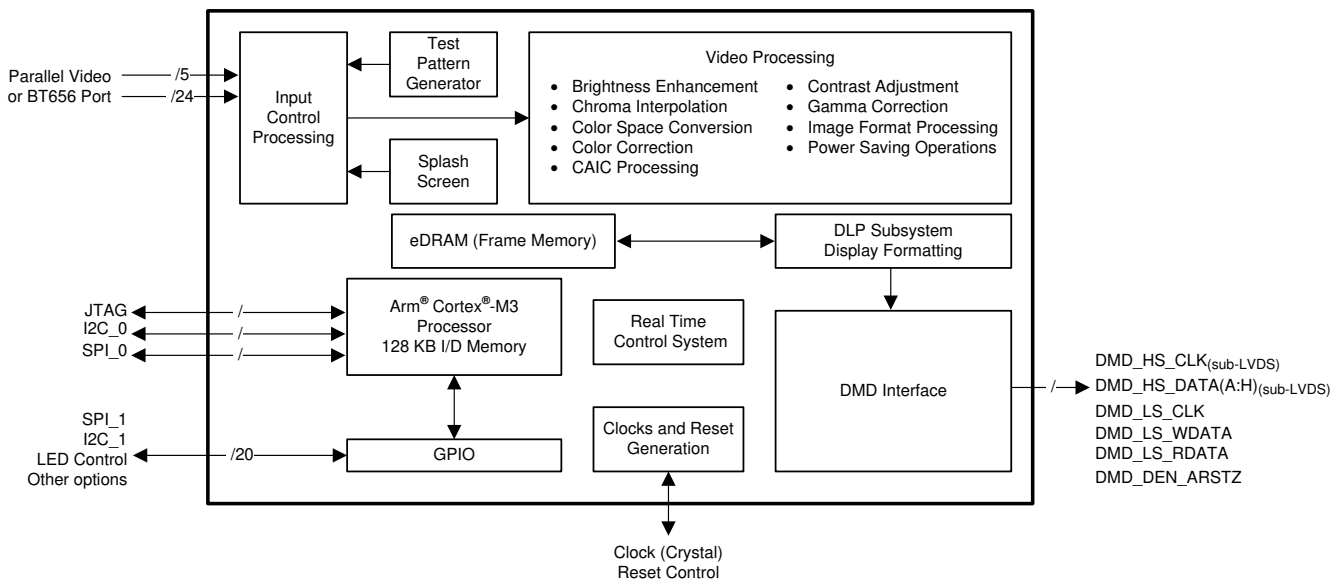 Parallel Video
or BT656 Port
/5
/24
Input
Control
Processing
Test
Pattern
Generator
Splash
Screen
Video Processing
• Brightness Enhancement
• Chroma Interpolation
• Color Space Conversion
• Color Correction
• CAIC Processing
• Contrast Adjustment
• Gamma Correction
• Image Format Processing
• Power Saving Operations
eDRAM (Frame Memory)
DLP Subsystem
Display Formatting
JTAG
I2C_0
SPI_0
/
/
/
Arm® Cortex®-M3
Processor
128 KB I/D Memory
Real Time
Control System
DMD Interface
/
DMD_HS_CLK(sub-LVDS)
DMD_HS_DATA(A:H)(sub-LVDS)
DMD_LS_CLK
DMD_LS_WDATA
DMD_LS_RDATA
DMD_DEN_ARSTZ
SPI_1
I2C_1
LED Control
Other options
/20
GPIO
Clocks and Reset
Generation
Clock (Crystal)
Reset Control